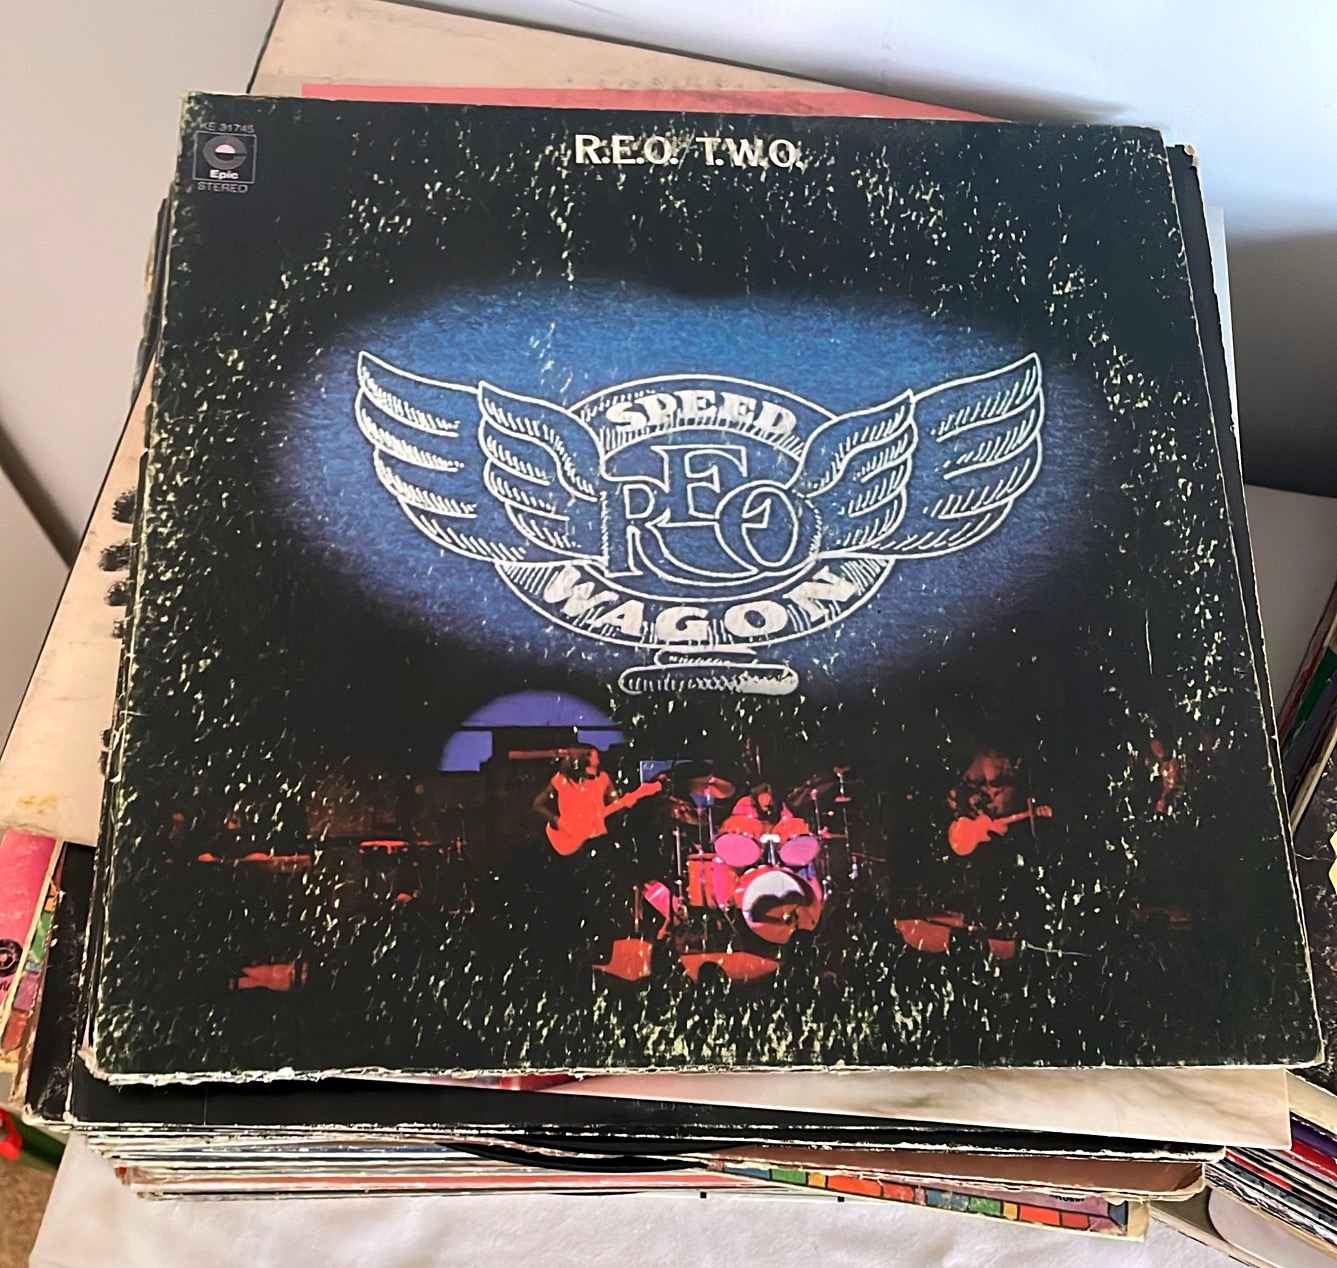 KE 31745
Epic
STEREO
R.E.O. T.W.O.
SPEED
REO
WAGON